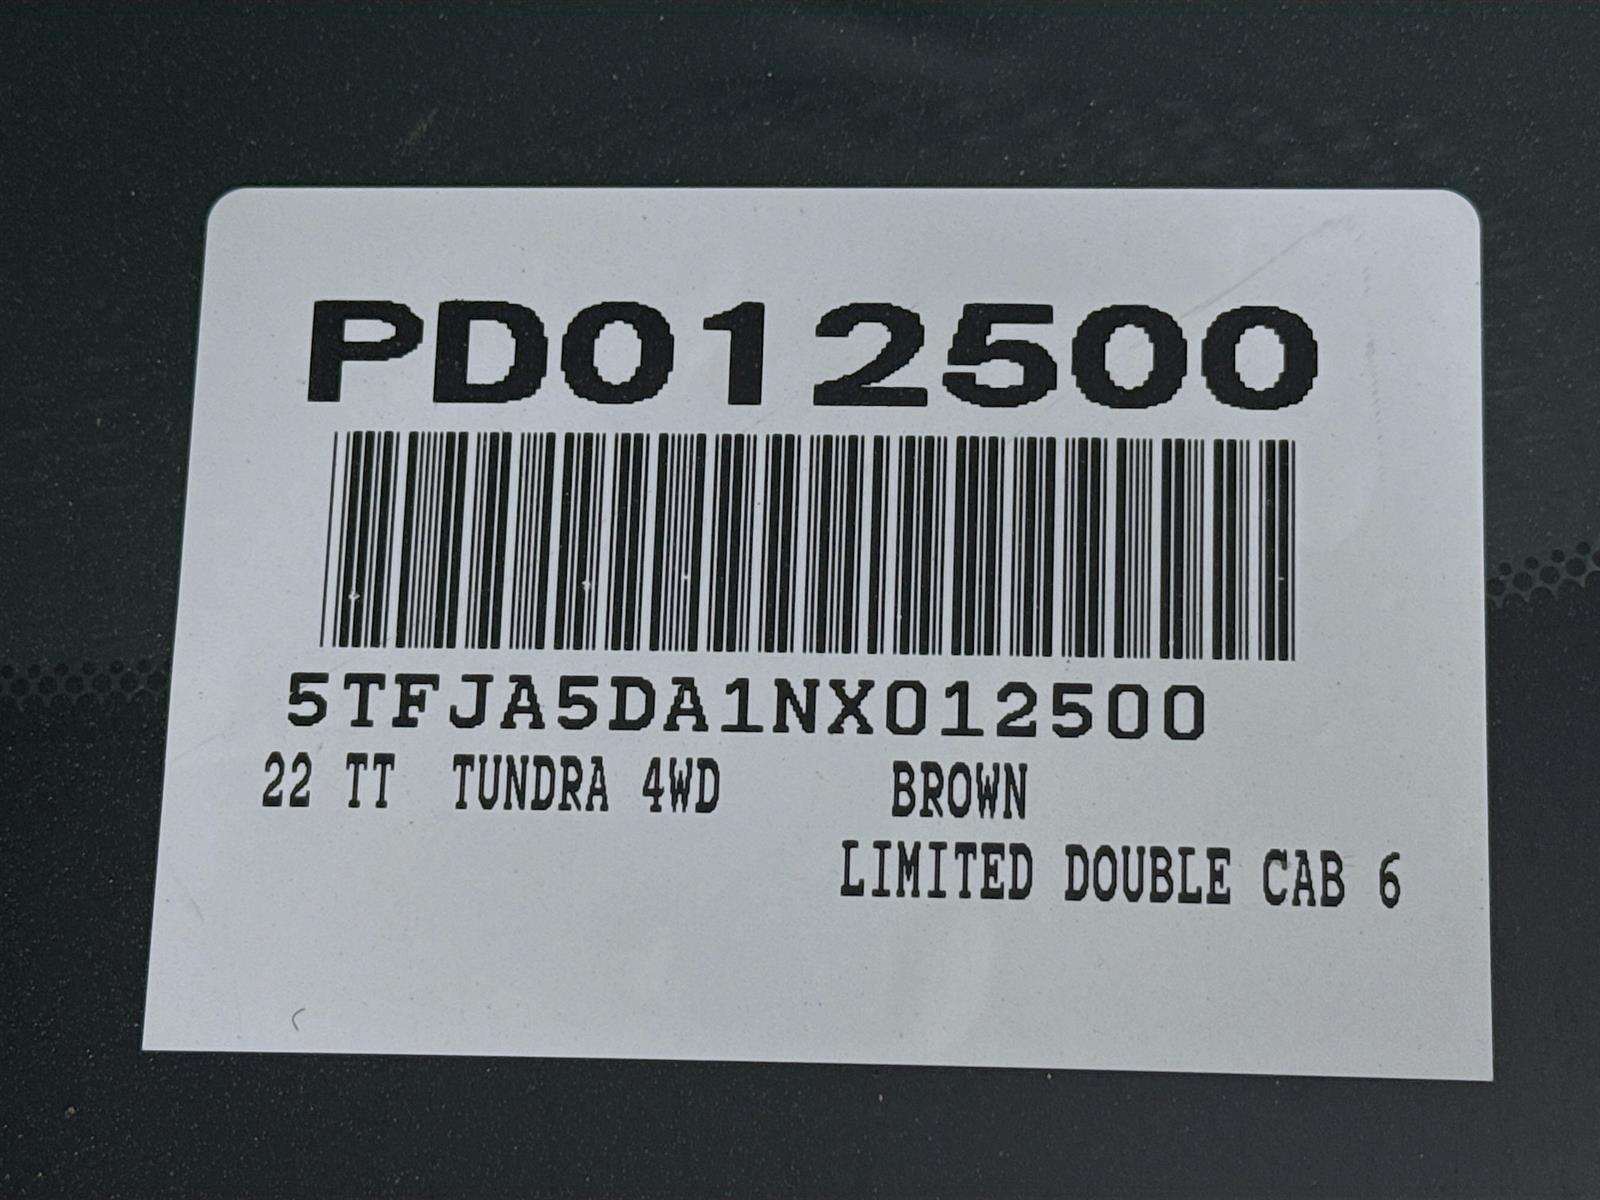 PD012500
5TFJA5DA1NX012500
22 TT TUNDRA 4WD BROWN
LIMITED DOUBLE CAB 6